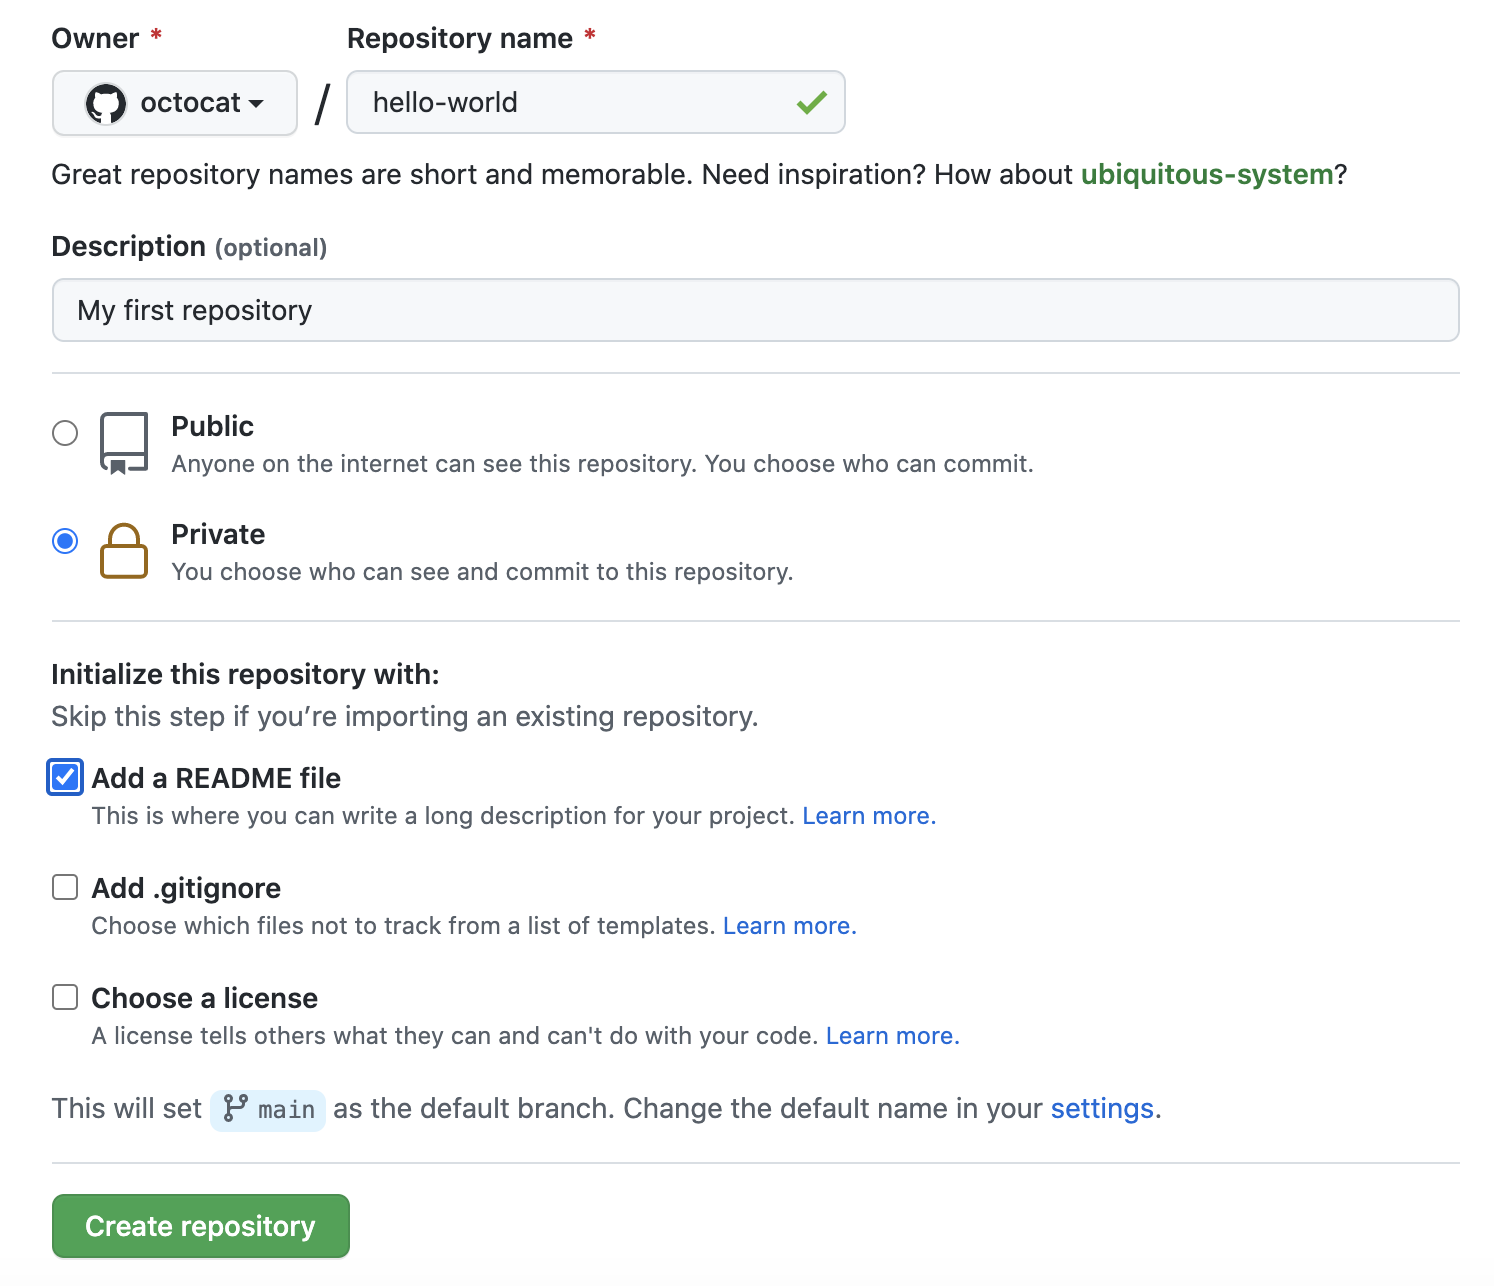 Owner * Repository name *
octocat / hello-world
Great repository names are short and memorable. Need inspiration? How about ubiquitous-system?
Description (optional)
My first repository
Public
Anyone on the internet can see this repository. You choose who can commit.
Private
You choose who can see and commit to this repository.
Initialize this repository with:
Skip this step if you’re importing an existing repository.
Add a README file
This is where you can write a long description for your project. Learn more.
Add .gitignore
Choose which files not to track from a list of templates. Learn more.
Choose a license
A license tells others what they can and can't do with your code. Learn more.
This will set main as the default branch. Change the default name in your settings.
Create repository